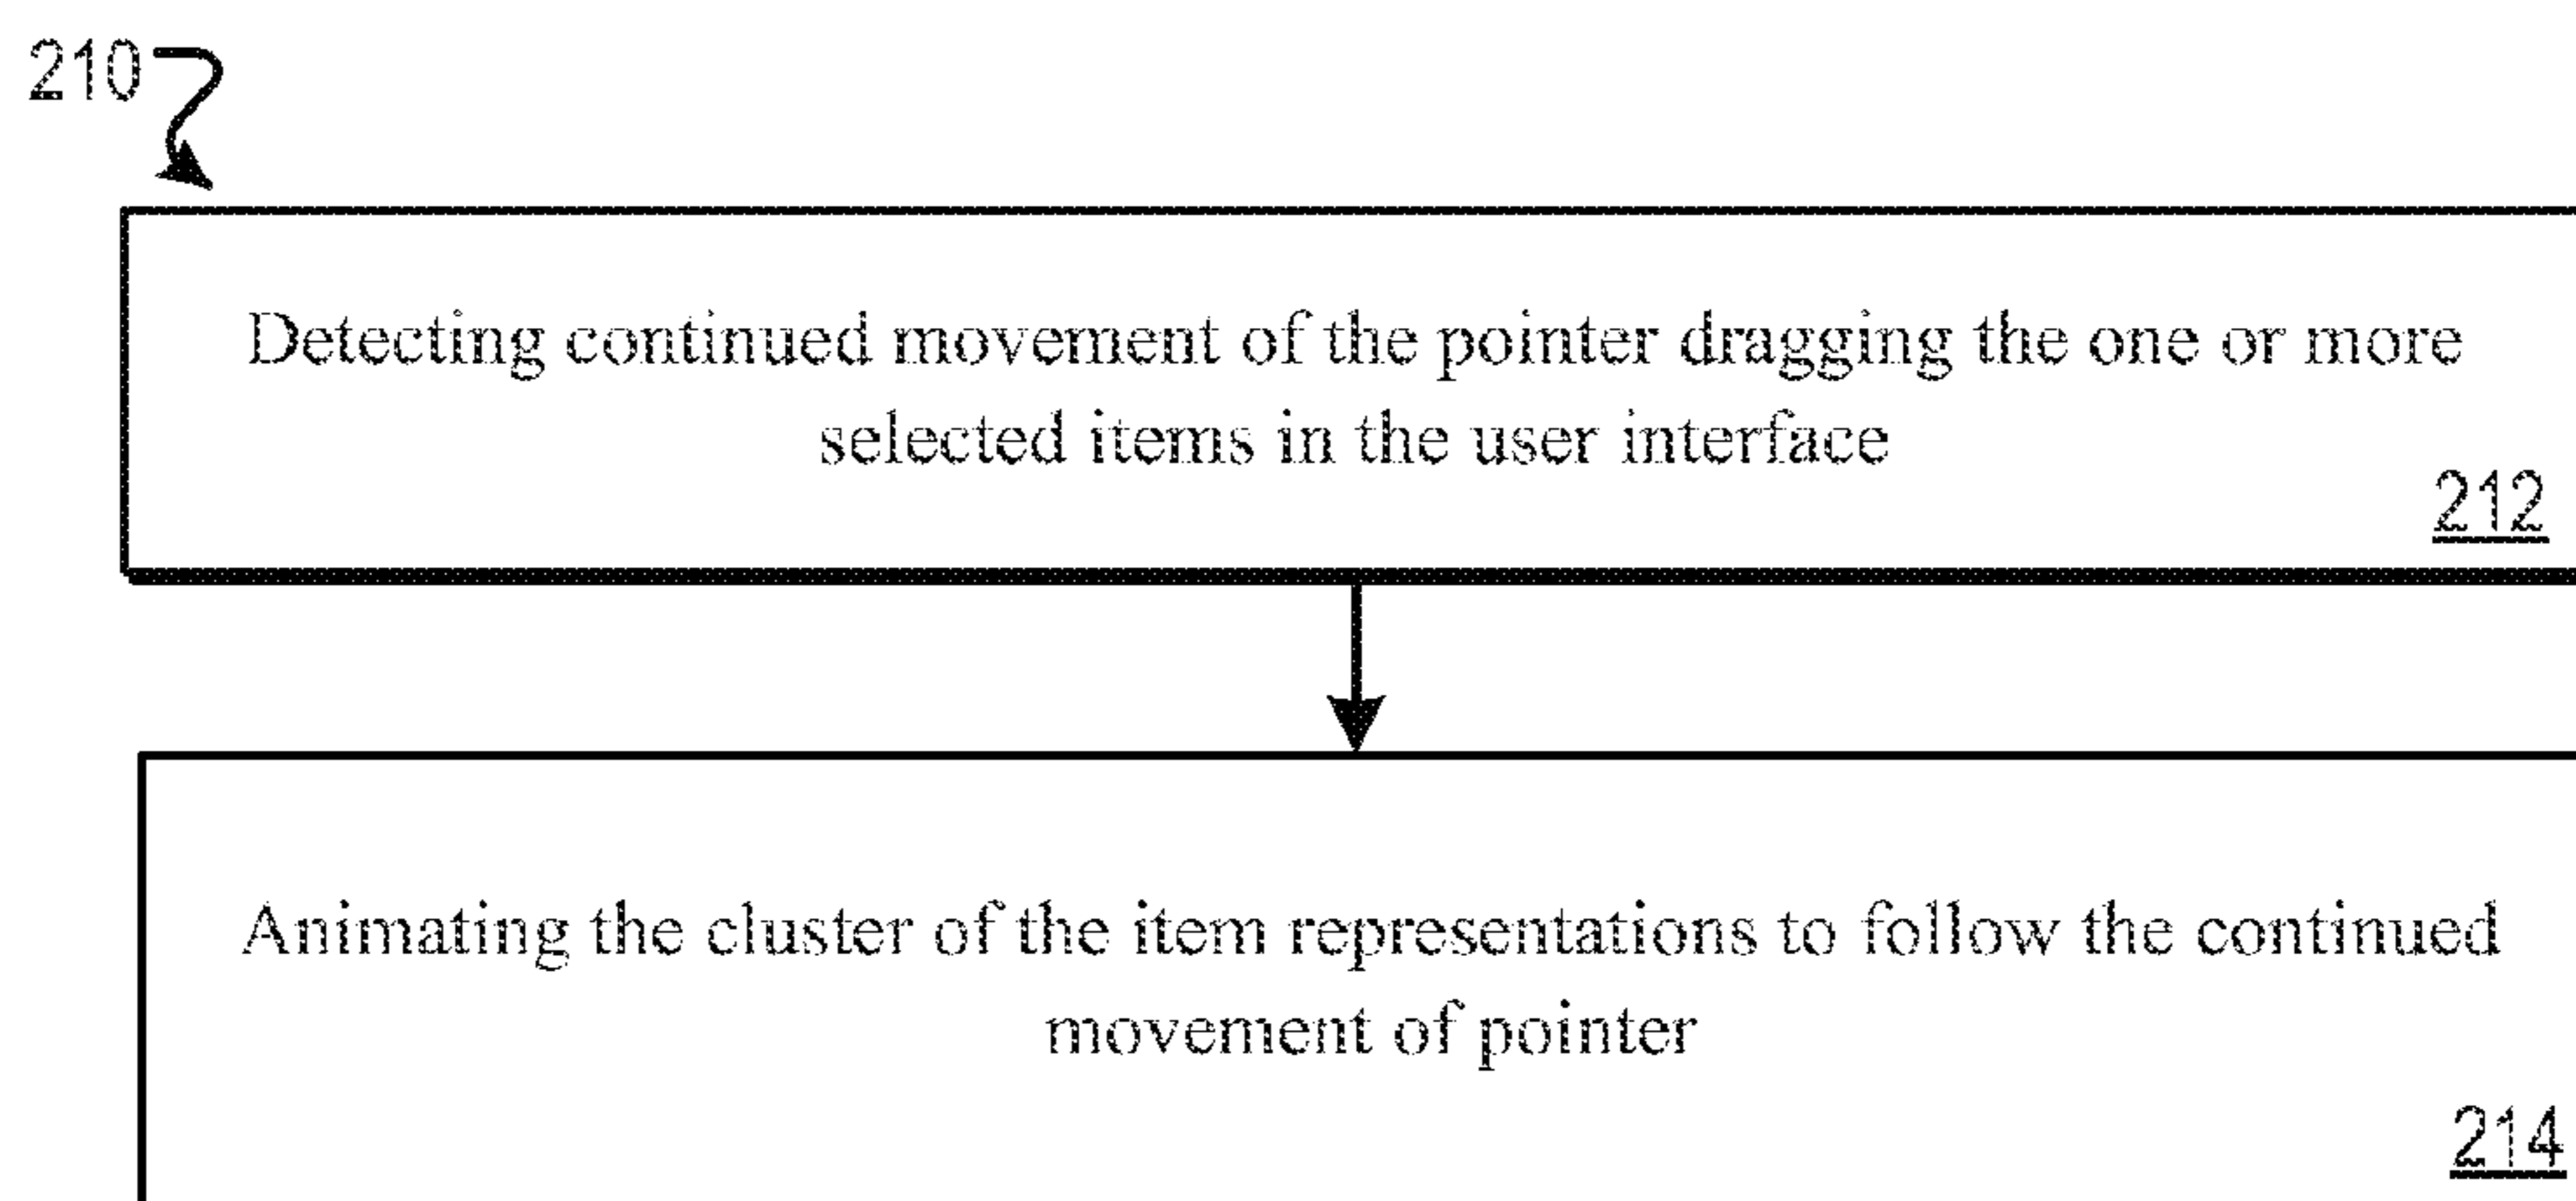 210
Detecting continued movement of the pointer dragging the one or more
selected items in the user interface
212
Animating the cluster of the item representations to follow the continued
movement of pointer
214